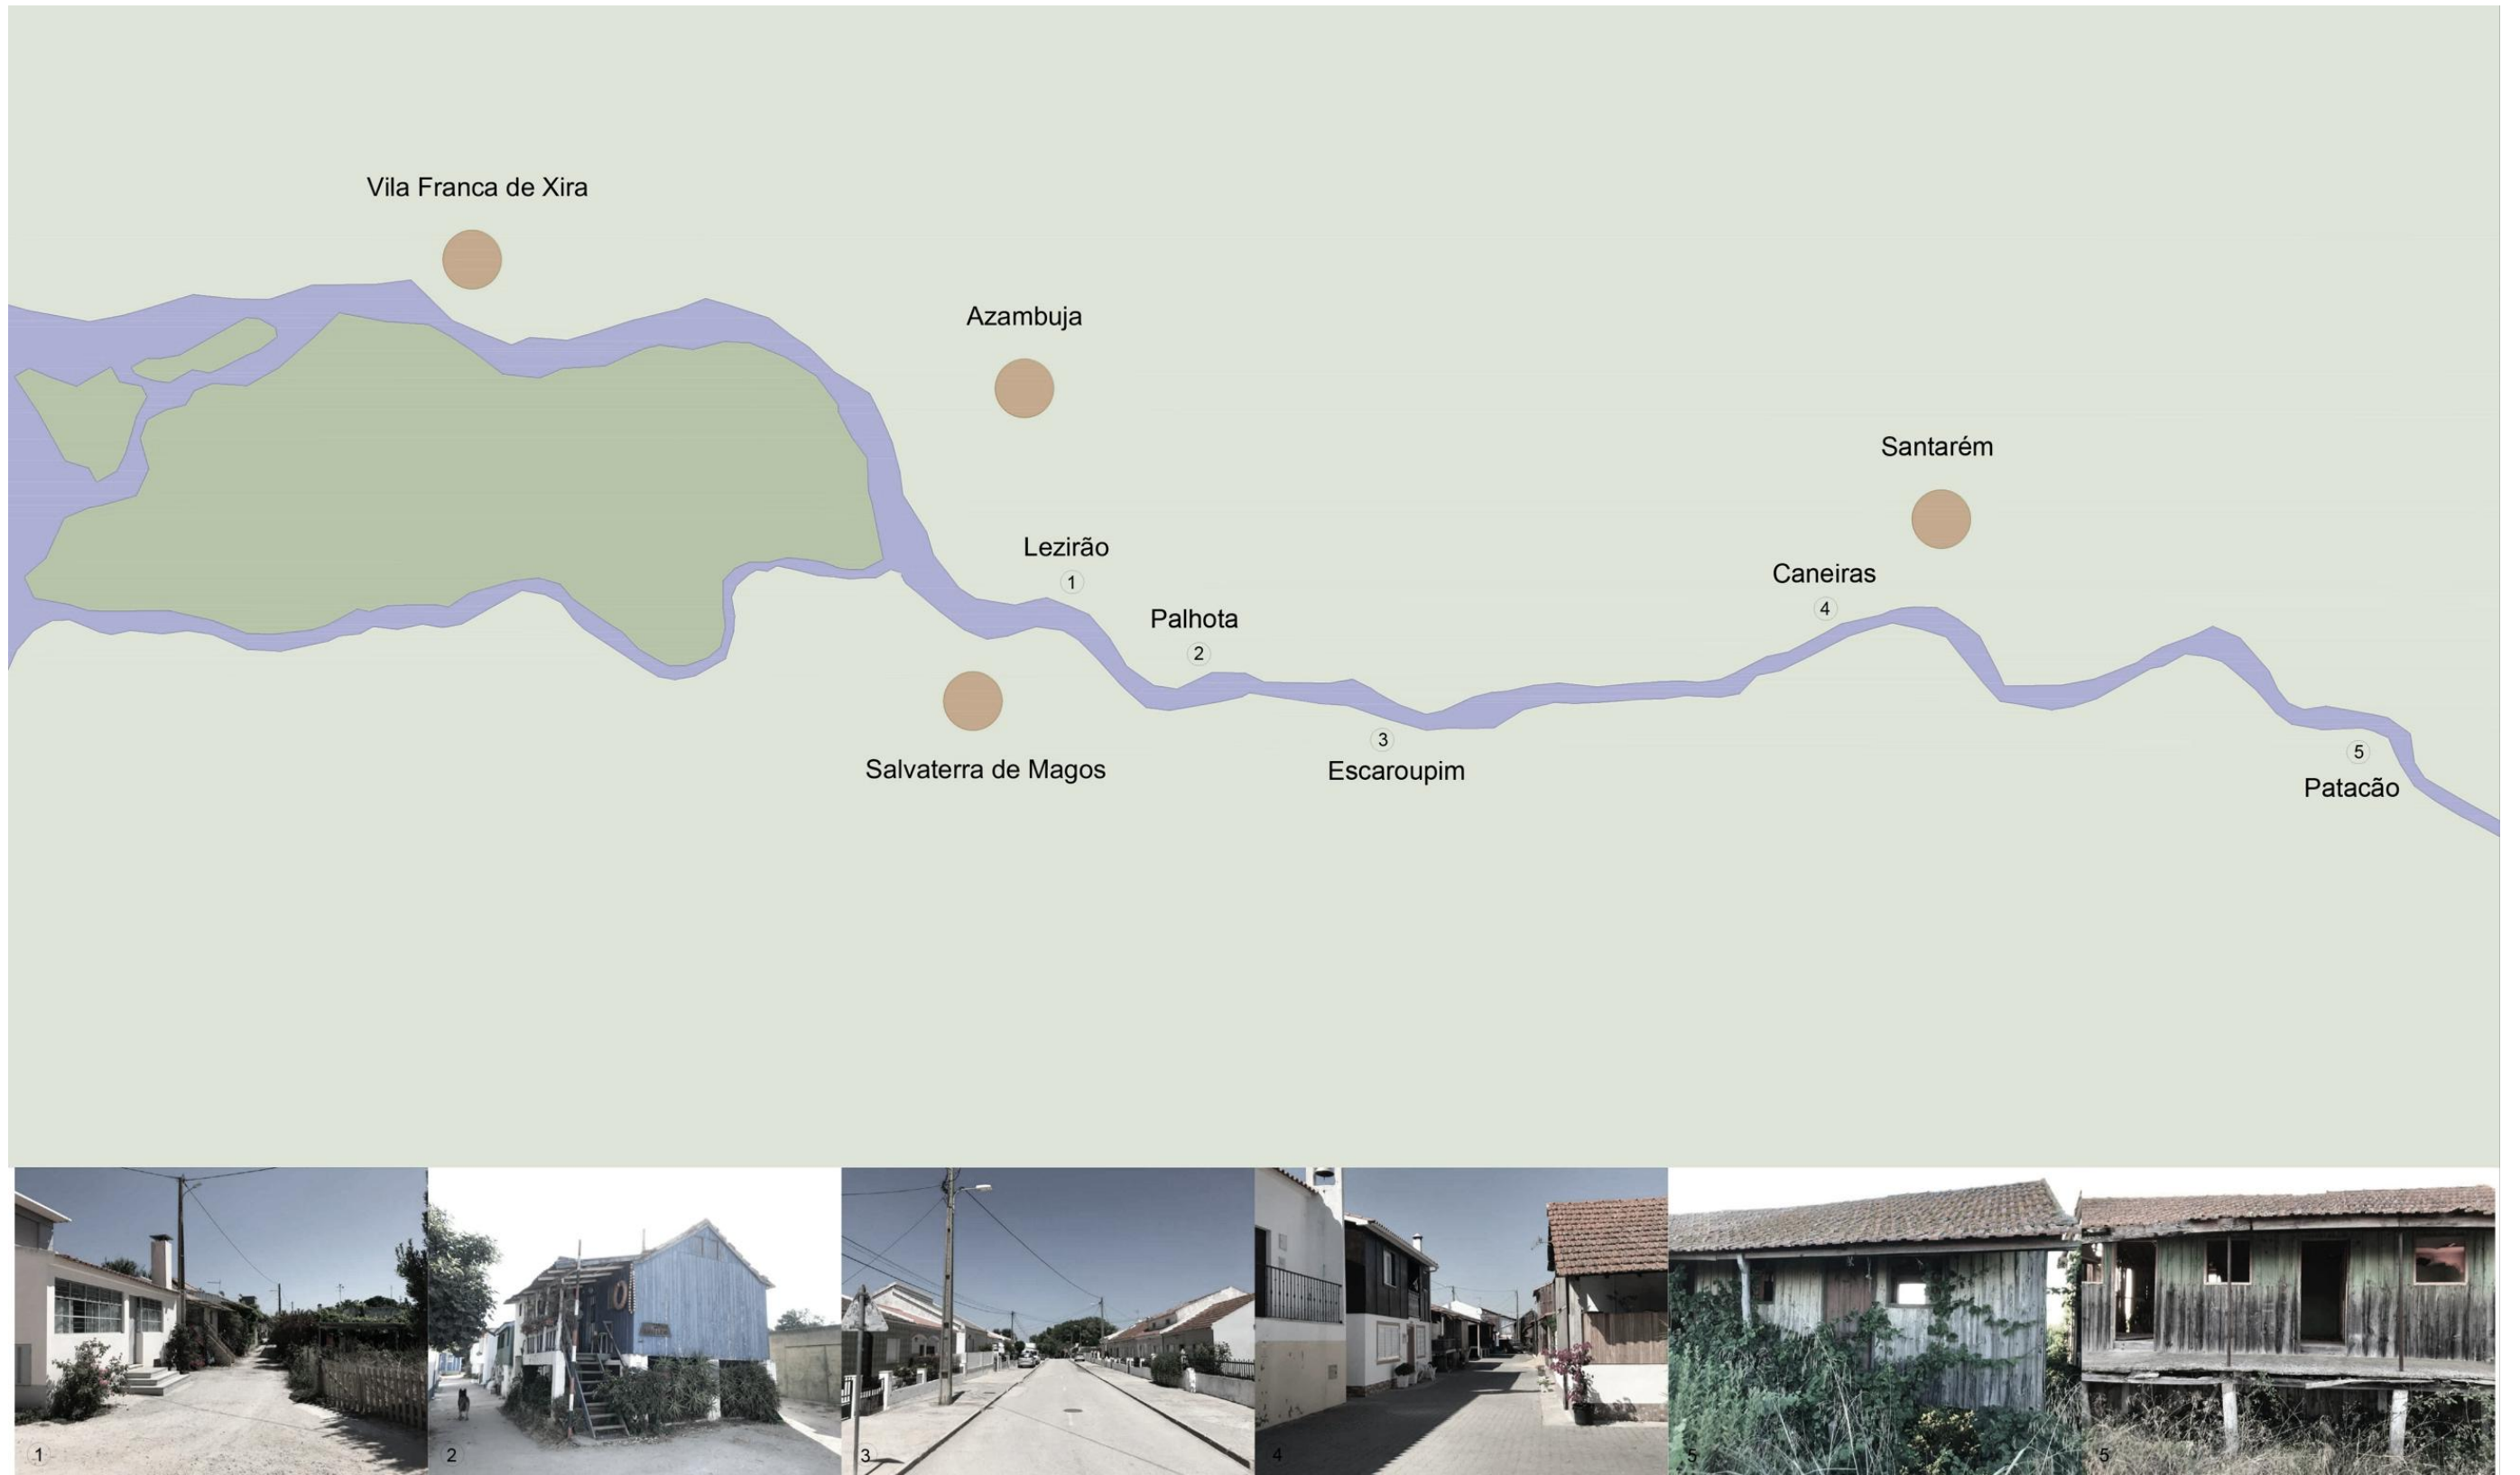 Vila Franca de Xira
Azambuja
Santarém
Lezirão
1
Caneiras
4
Palhota
2
3
Escaroupim
Salvaterra de Magos
5
Patacão
1
2
3
4
5
5